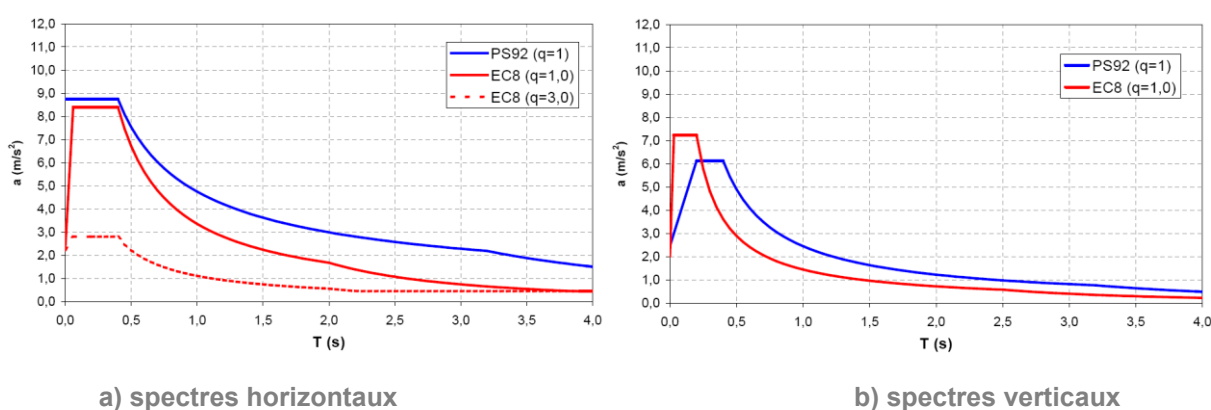 12,0
11,0
10,0
9,0
8,0
7,0
6,0
5,0
4,0
3,0
2,0
1,0
0,0
a (m/s²)
PS92 (q=1)
EC8 (q=1,0)
EC8 (q=3,0)
0,0 0,5 1,0 1,5 2,0 2,5 3,0 3,5 4,0
T (s)
a) spectres horizontaux
12,0
11,0
10,0
9,0
8,0
7,0
6,0
5,0
4,0
3,0
2,0
1,0
0,0
a (m/s²)
PS92 (q=1)
EC8 (q=1,0)
0,0 0,5 1,0 1,5 2,0 2,5 3,0 3,5 4,0
T (s)
b) spectres verticaux